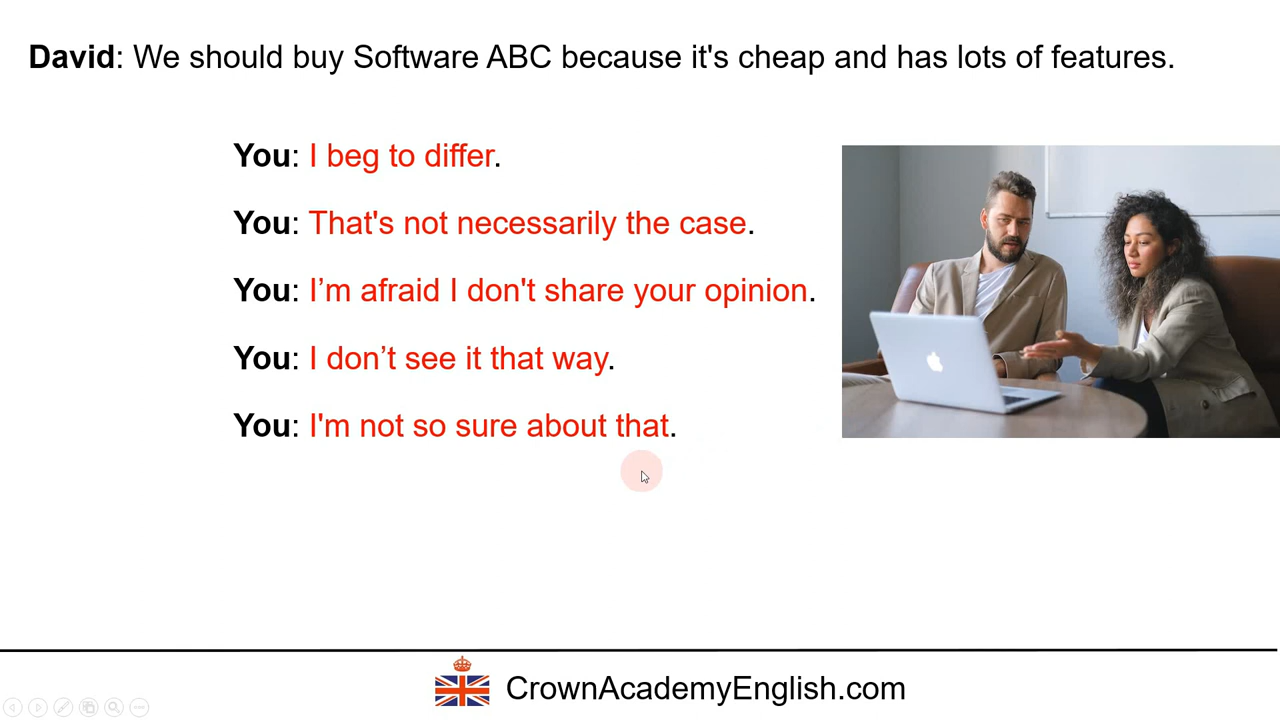 David: We should buy Software ABC because it's cheap and has lots of features.
You: I beg to differ.
You: That's not necessarily the case.
You: I’m afraid I don't share your opinion.
You: I don’t see it that way.
You: I'm not so sure about that.
CrownAcademyEnglish.com